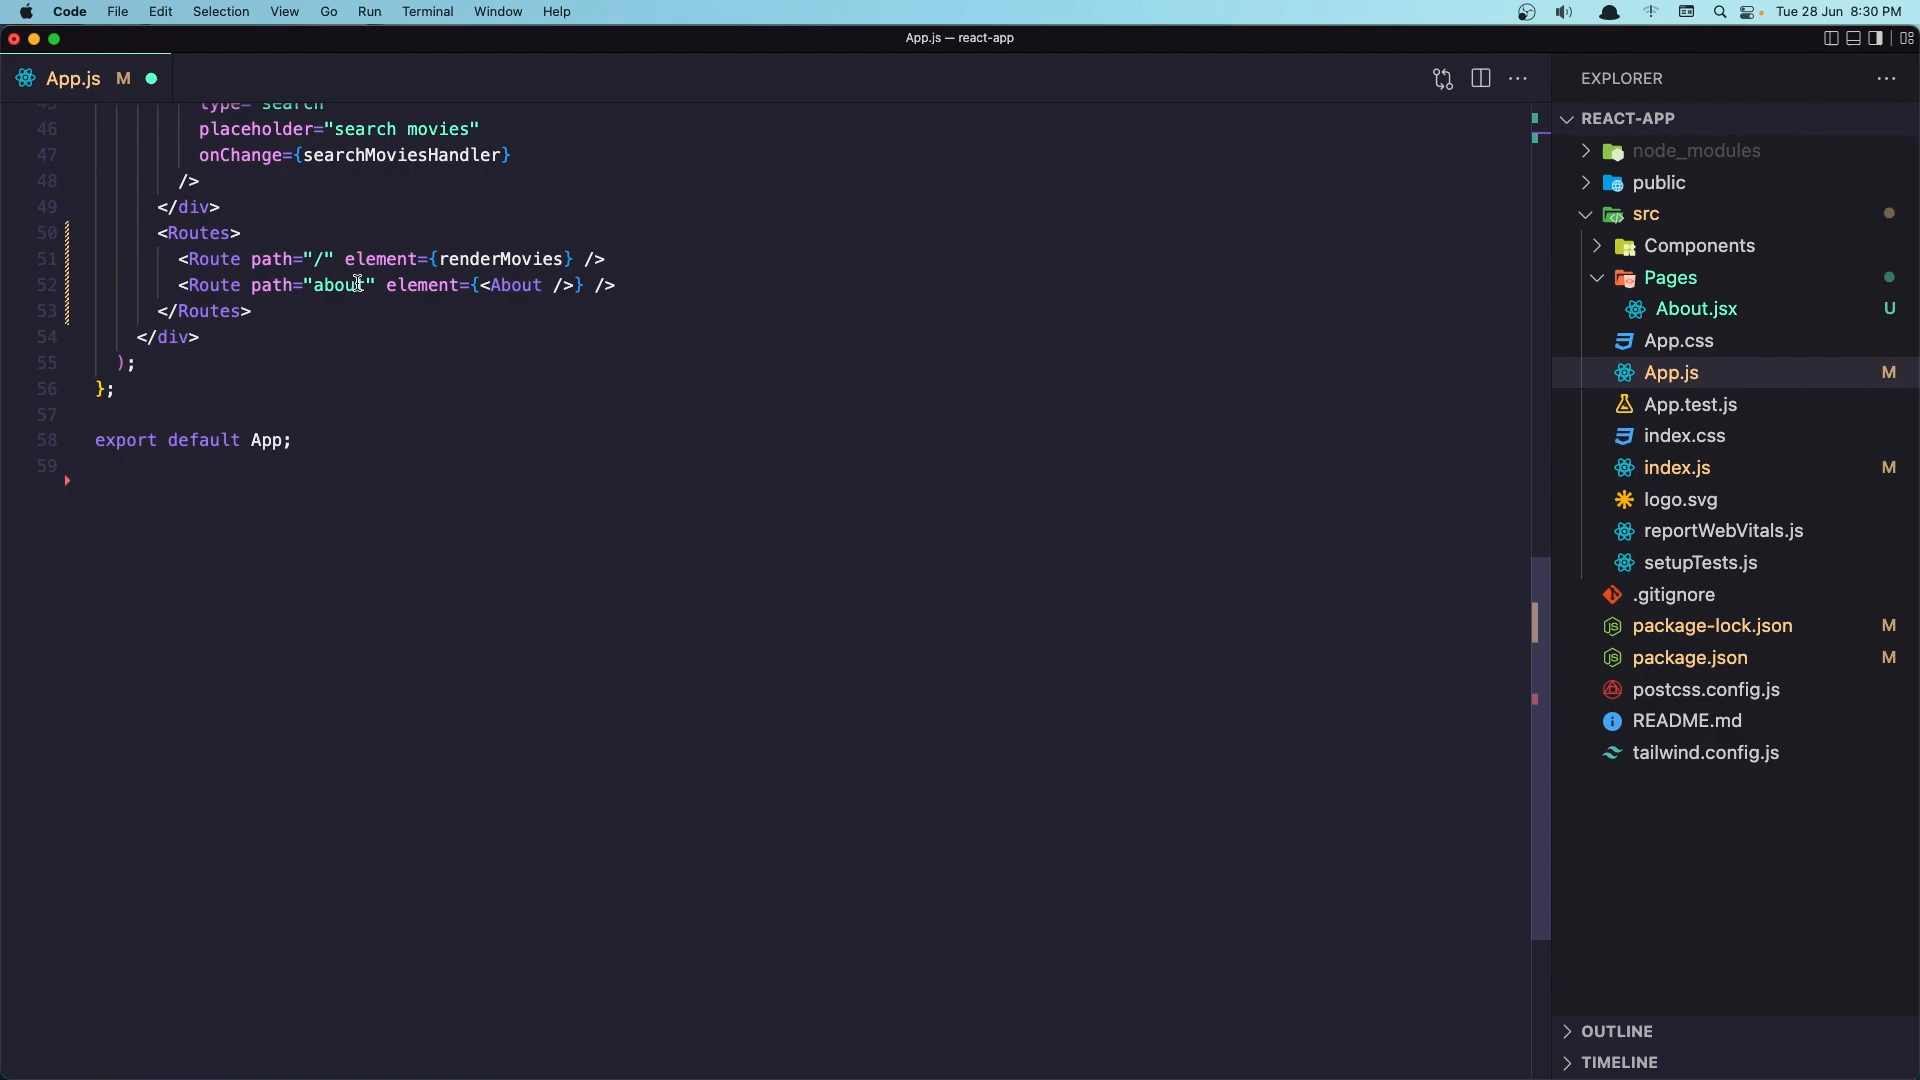 Code File Edit Selection View Go Run Terminal Window Help Tue 28 Jun 8:30 PM
App.js — react-app
App.js M
EXPLORER
45 type="search"
46 placeholder="search movies"
47 onChange={searchMoviesHandler}
48 />
49 </div>
50 <Routes>
51 <Route path="/" element={renderMovies} />
52 <Route path="about" element={<About />} />
53 </Routes>
54 </div>
55 );
56 };
57
58 export default App;
59
REACT-APP
node_modules
public
src
Components
Pages
About.jsx U
App.css
App.js M
App.test.js
index.css
index.js M
logo.svg
reportWebVitals.js
setupTests.js
.gitignore
package-lock.json M
package.json M
postcss.config.js
README.md
tailwind.config.js
OUTLINE
TIMELINE